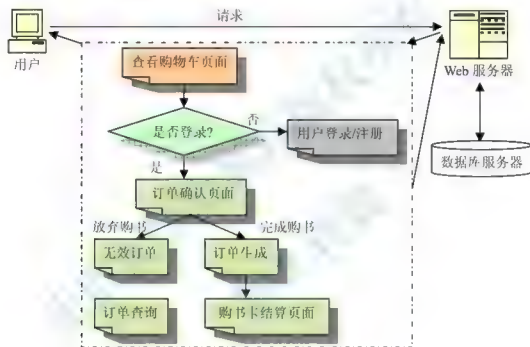 请求
用户
Web 服务器
查看购物车页面
是否登录?
否
用户登录/注册
数据库服务器
是
订单确认页面
放弃购书
完成购书
无效订单
订单生成
订单查询
购书卡结算页面